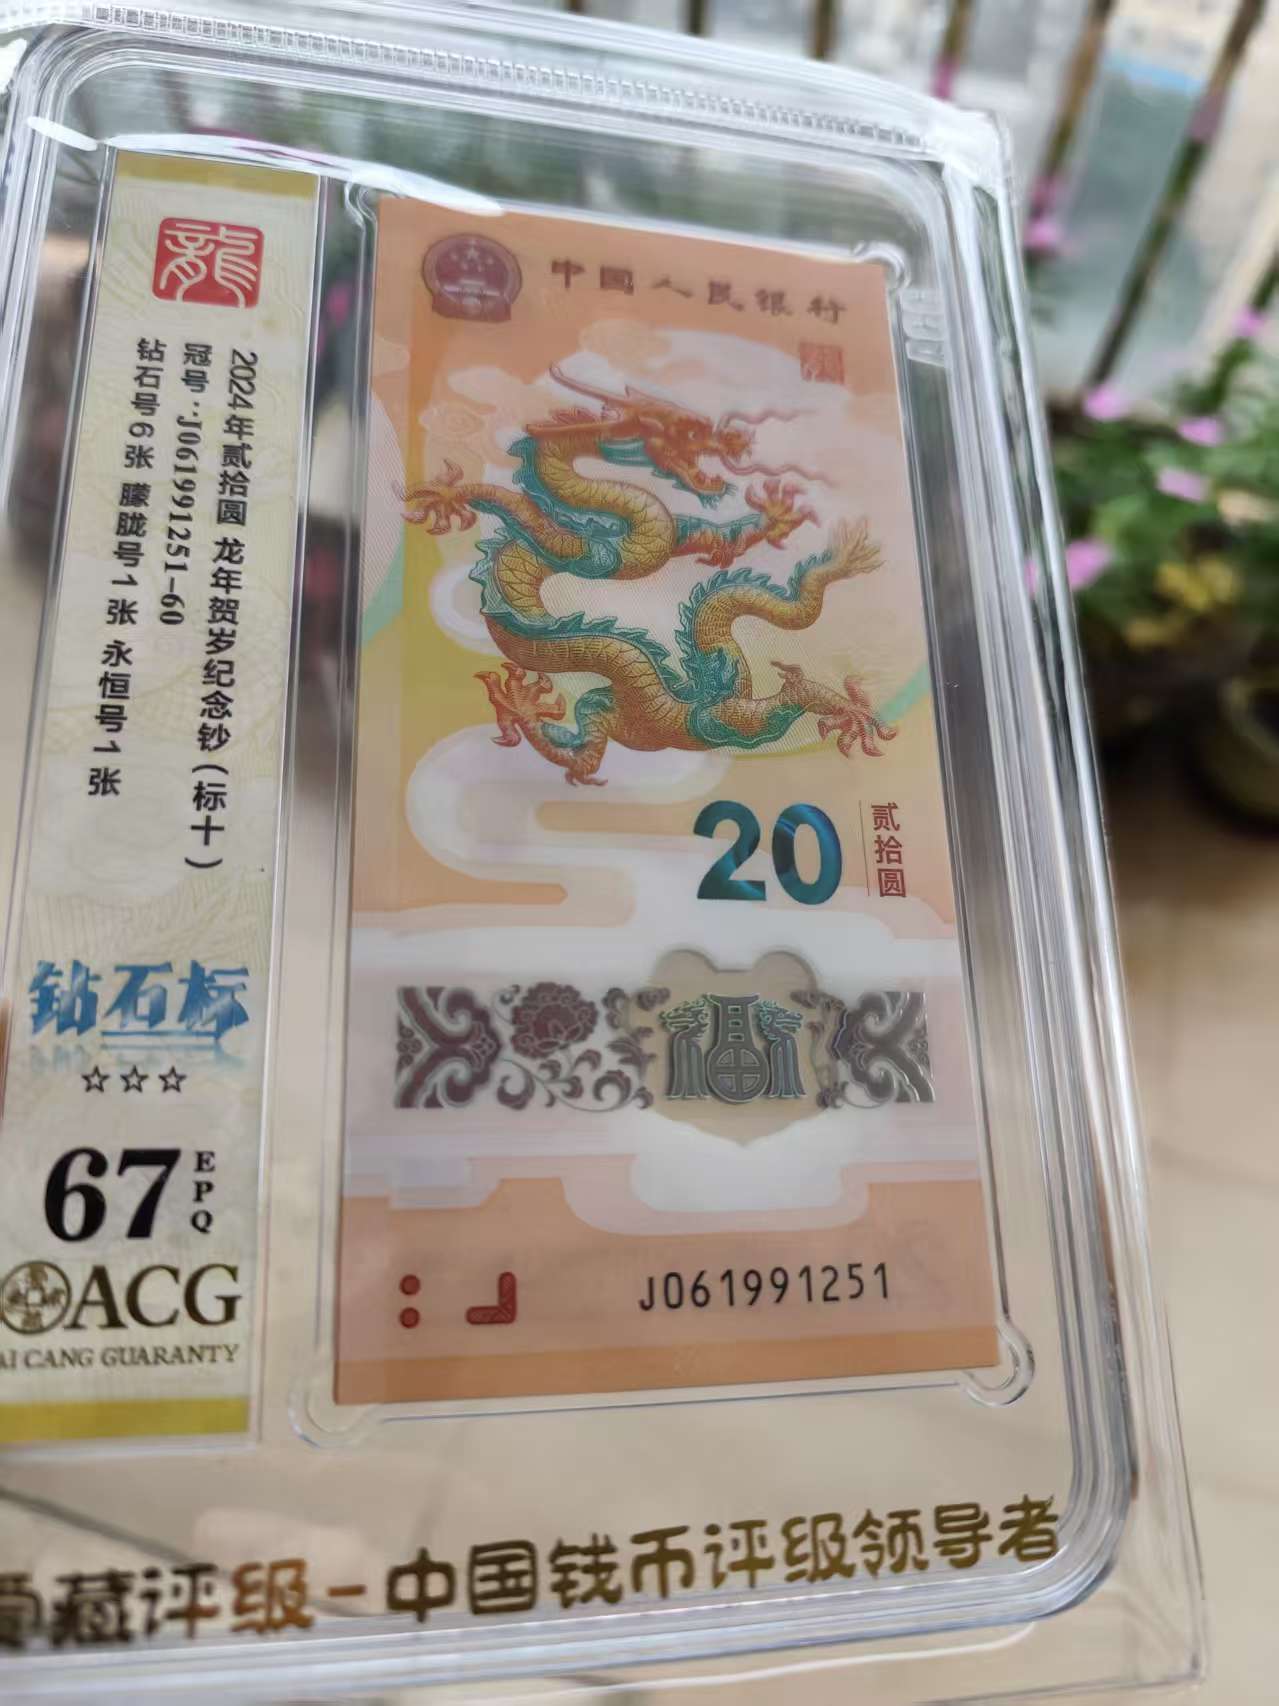 龍
2024年贰拾圆 龙年贺岁纪念钞(标十)
冠号:J061991251-60
钻石号6张 朦胧号1张 永恒号1张
钻石标
☆☆☆
67
EPQ
ACG
AI CANG GUARANTY
中国人民银行
20
贰拾圆
福
J061991251
藏评级-中国钱币评级领导者